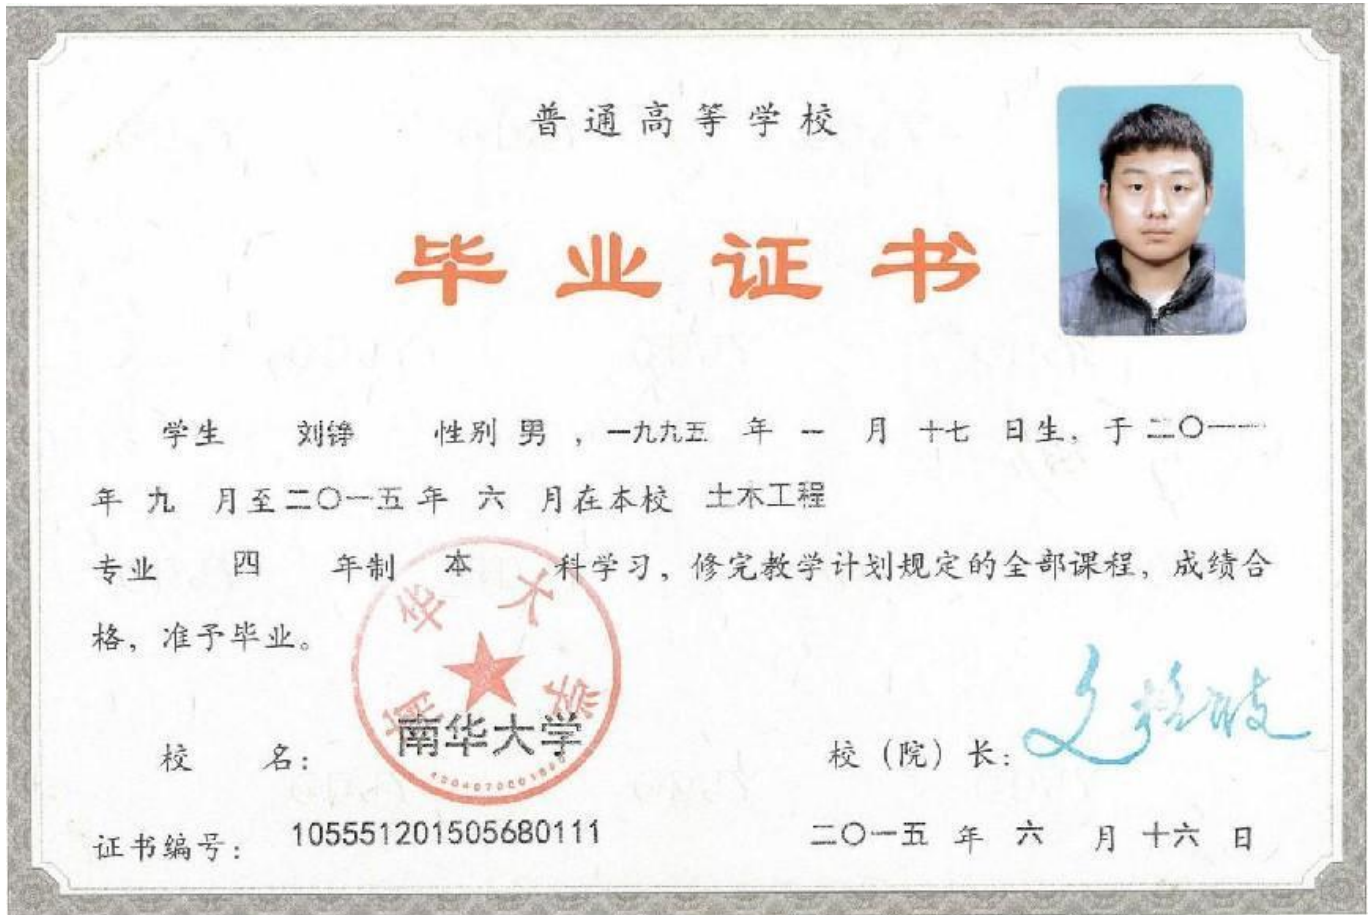 普通高等学校
毕业证书
学生 刘铮 性别 男 ，一九九五 年 一 月 十七 日生，于 二〇一一
年 九 月至 二〇一五 年 六 月在本校 土木工程
专业 四 年制 本 科学习，修完教学计划规定的全部课程，成绩合
格，准予毕业。
南华大学
校 名： 南华大学
校（院）长：
证书编号： 105551201505680111
二〇一五 年 六 月 十六 日